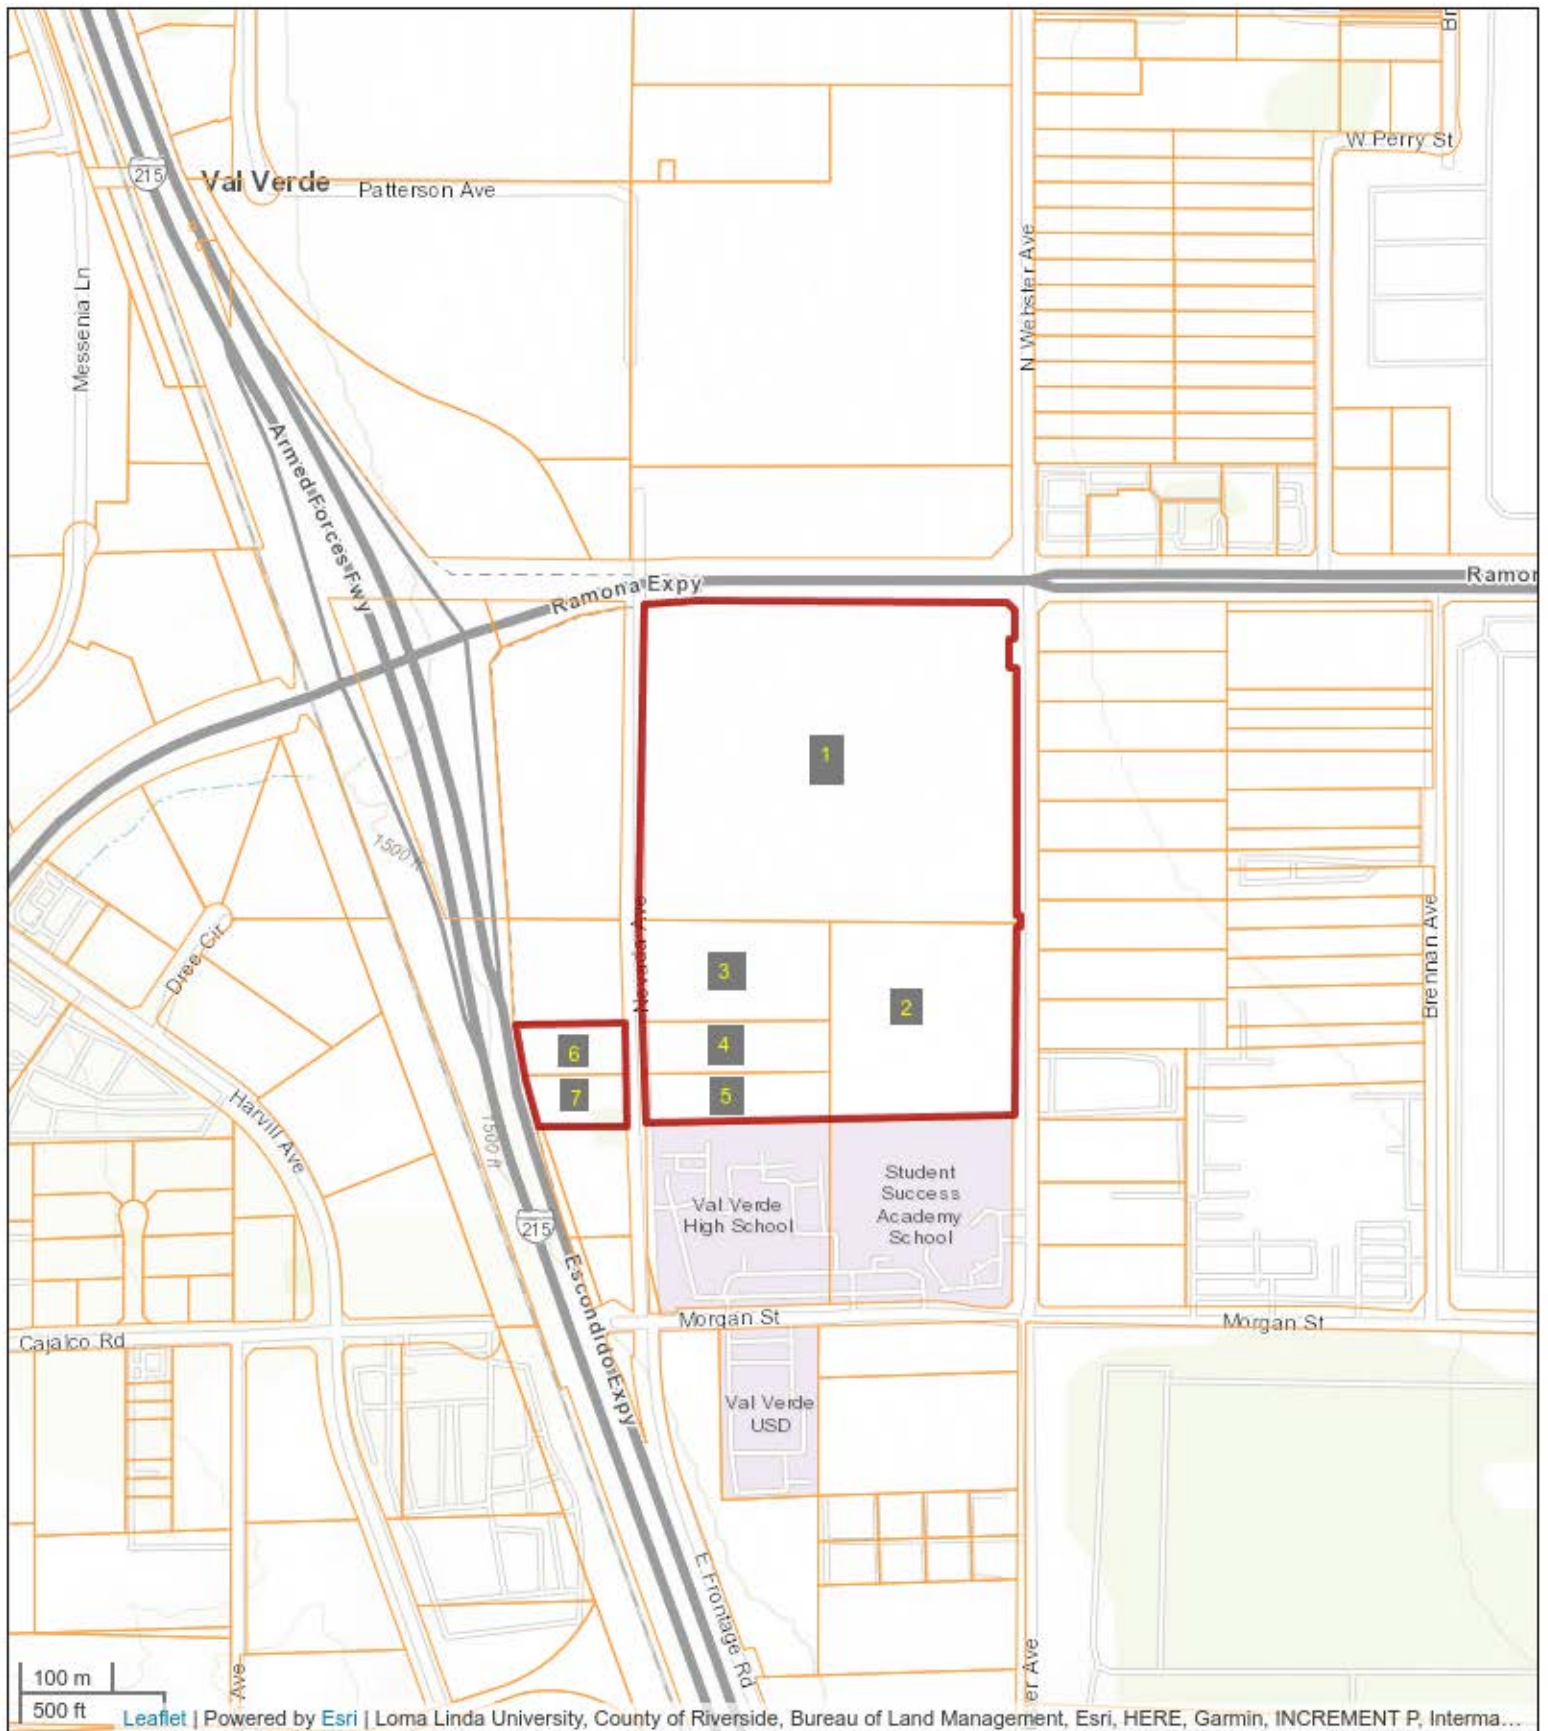 Br
W Perry St
215
Val Verde
Patterson Ave
N Webster Ave
Messenia Ln
Armed Forces Fwy
Ramona Expy
Ramor
1
1500 ft
Nevada Ave
Brennan Ave
Dree Cir
3
2
4
6
7
5
Harvill Ave
1500 ft
Val Verde
High School
Student
Success
Academy
School
215
Escondido Expy
Morgan St
Morgan St
Cajalco Rd
Val Verde
USD
E Frontage Rd
er Ave
Ave
100 m
500 ft
Leaflet | Powered by Esri | Loma Linda University, County of Riverside, Bureau of Land Management, Esri, HERE, Garmin, INCREMENT P, Interma...